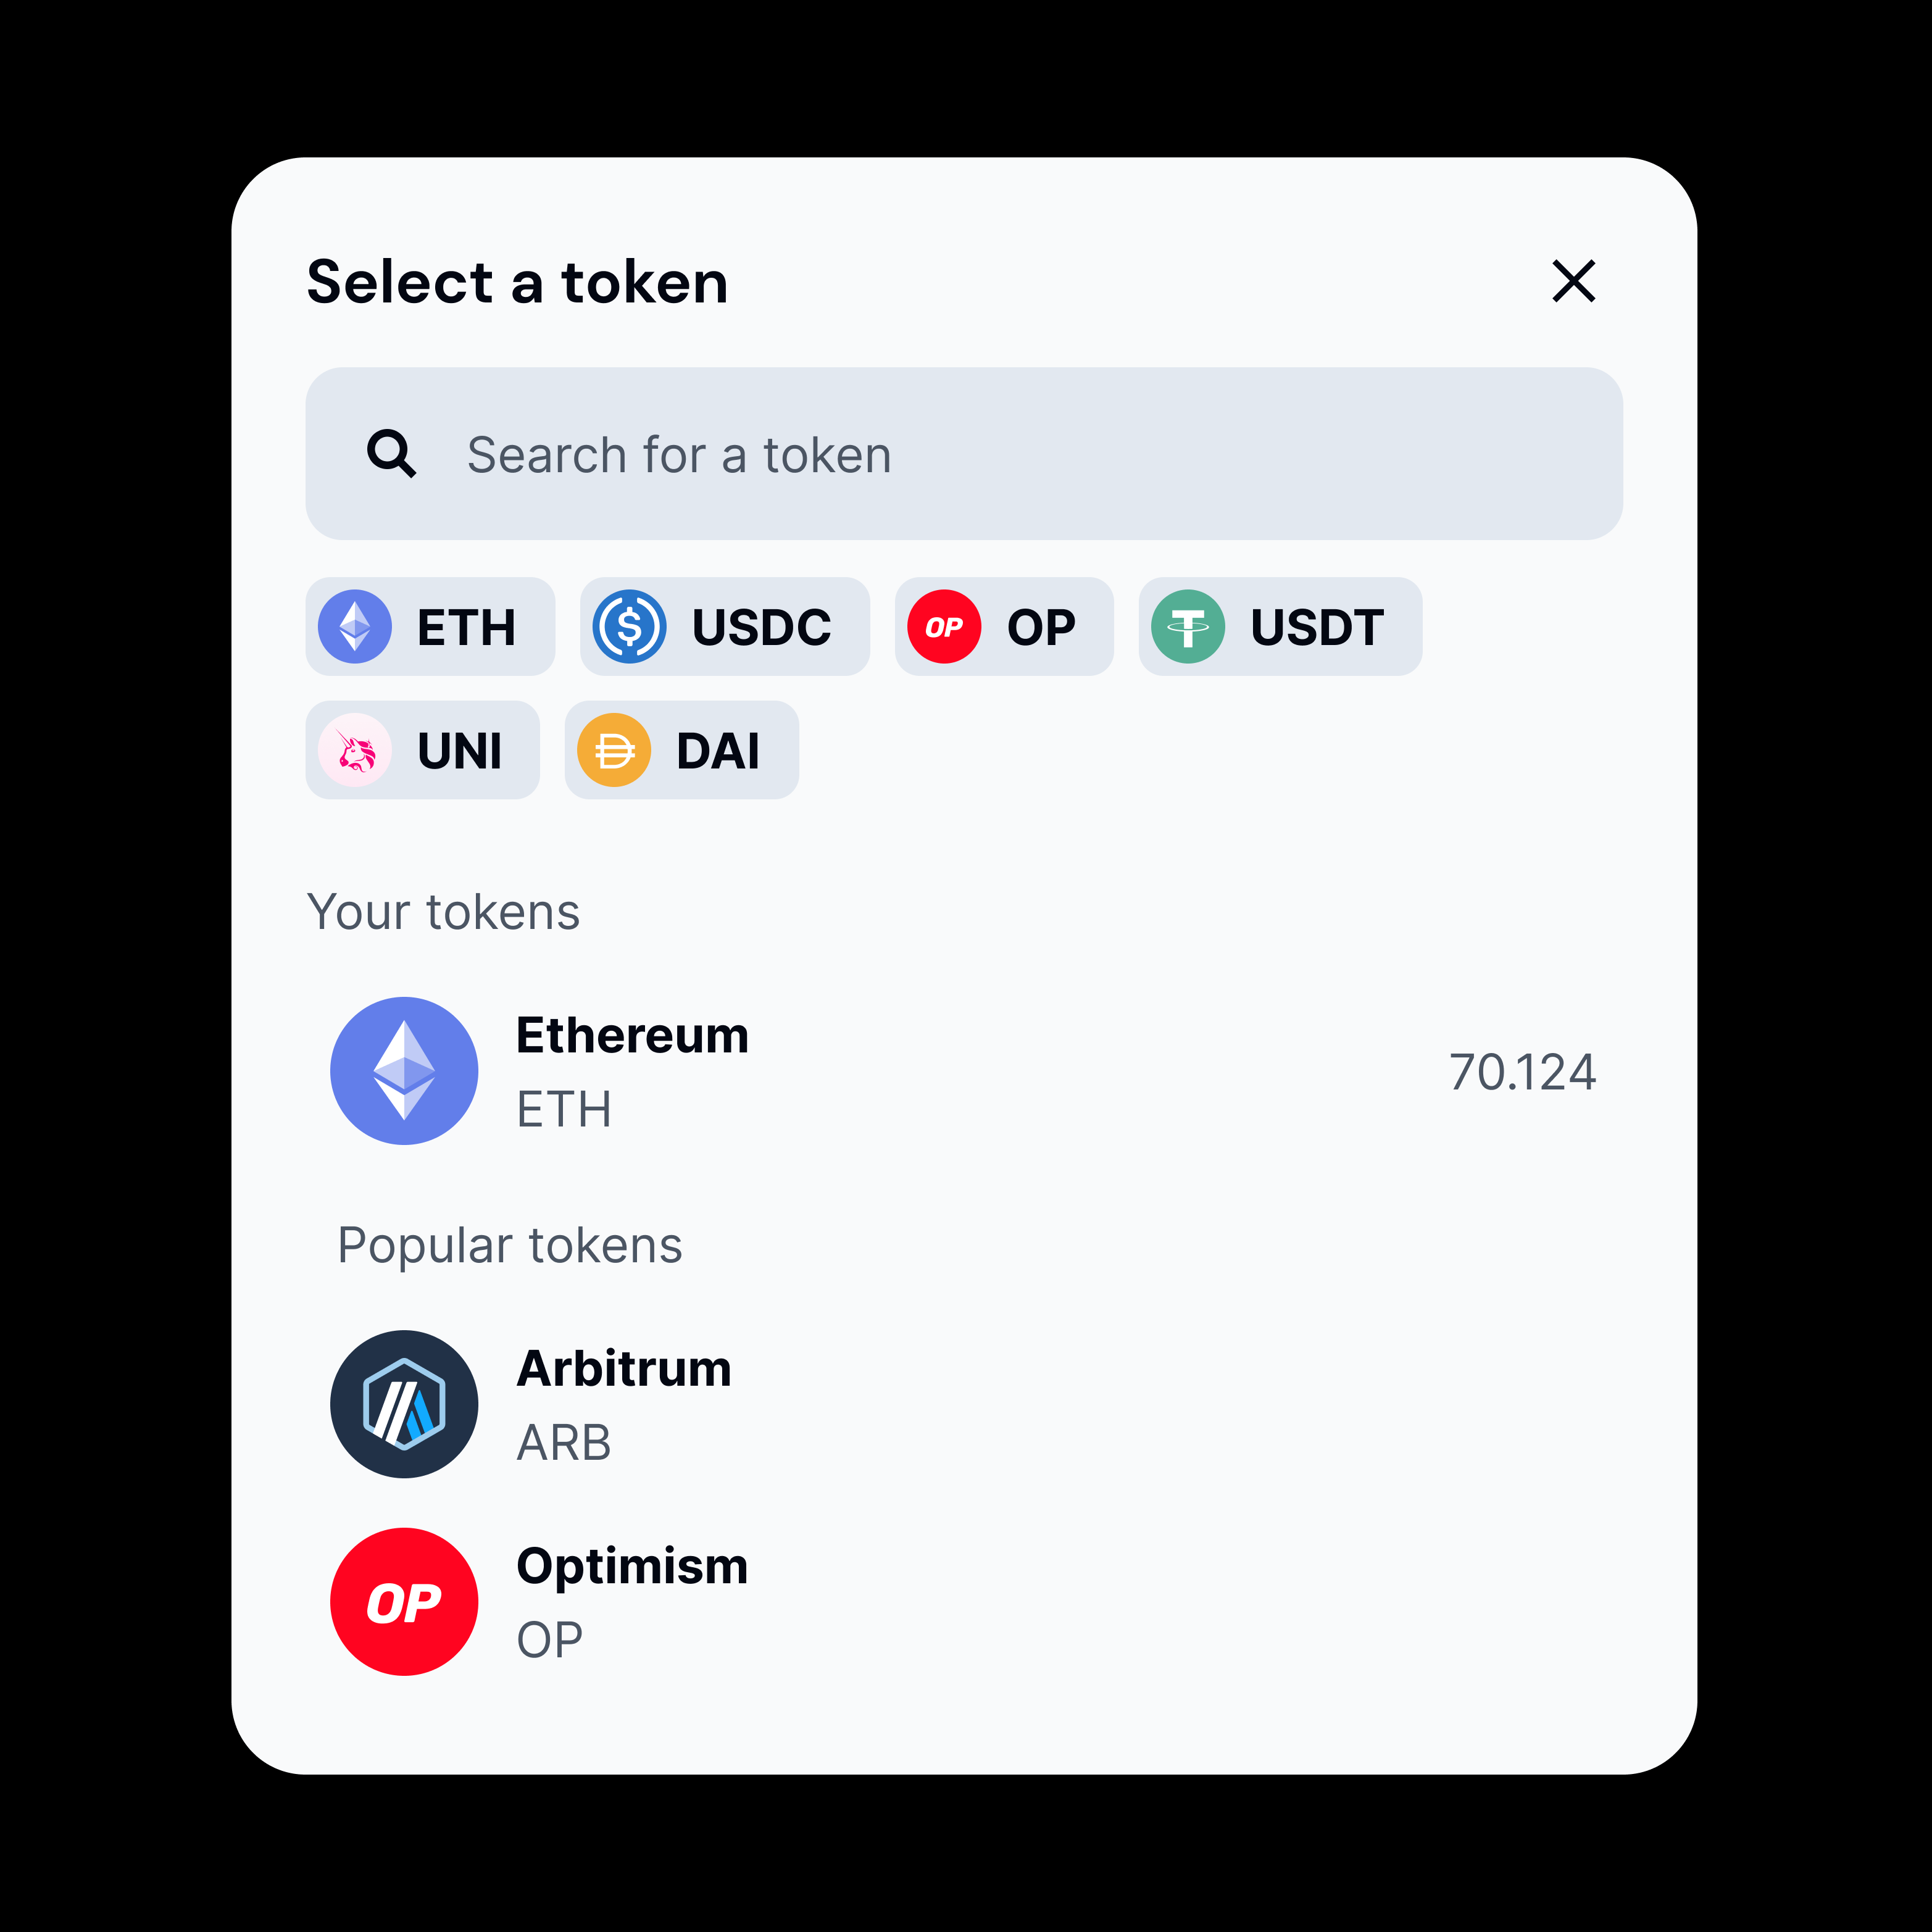 Select a token
Search for a token
ETH USDC OP OP USDT
UNI DAI
Your tokens
Ethereum
ETH
70.124
Popular tokens
Arbitrum
ARB
Optimism
OP
OP